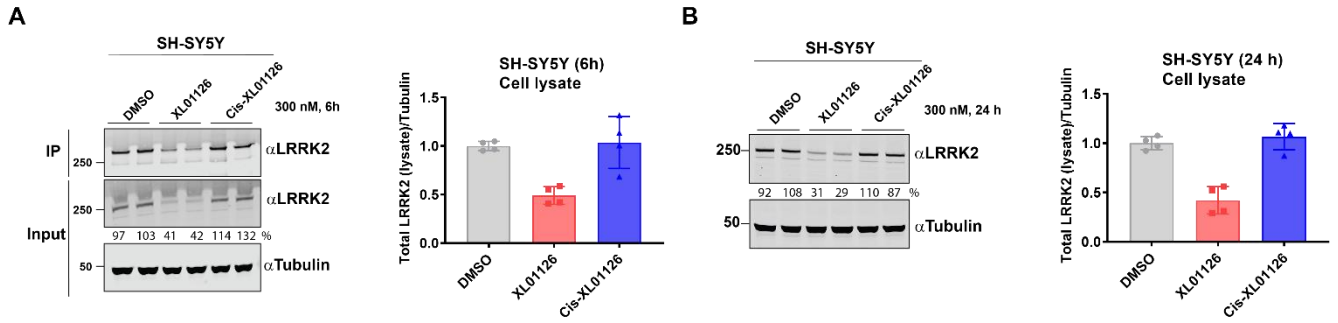 A
SH-SY5Y
DMSO
XL01126
Cis-XL01126
300 nM, 6h
IP
250
αLRRK2
Input
250
αLRRK2
97 103 41 42 114 132 %
50
αTubulin
SH-SY5Y (6h)
Cell lysate
Total LRRK2 (lysate)/Tubulin
1.5
1.0
0.5
0.0
DMSO
XL01126
Cis-XL01126
B
SH-SY5Y
DMSO
XL01126
Cis-XL01126
300 nM, 24 h
250
αLRRK2
92 108 31 29 110 87 %
50
αTubulin
SH-SY5Y (24 h)
Cell lysate
Total LRRK2 (lysate)/Tubulin
1.5
1.0
0.5
0.0
DMSO
XL01126
Cis-XL01126